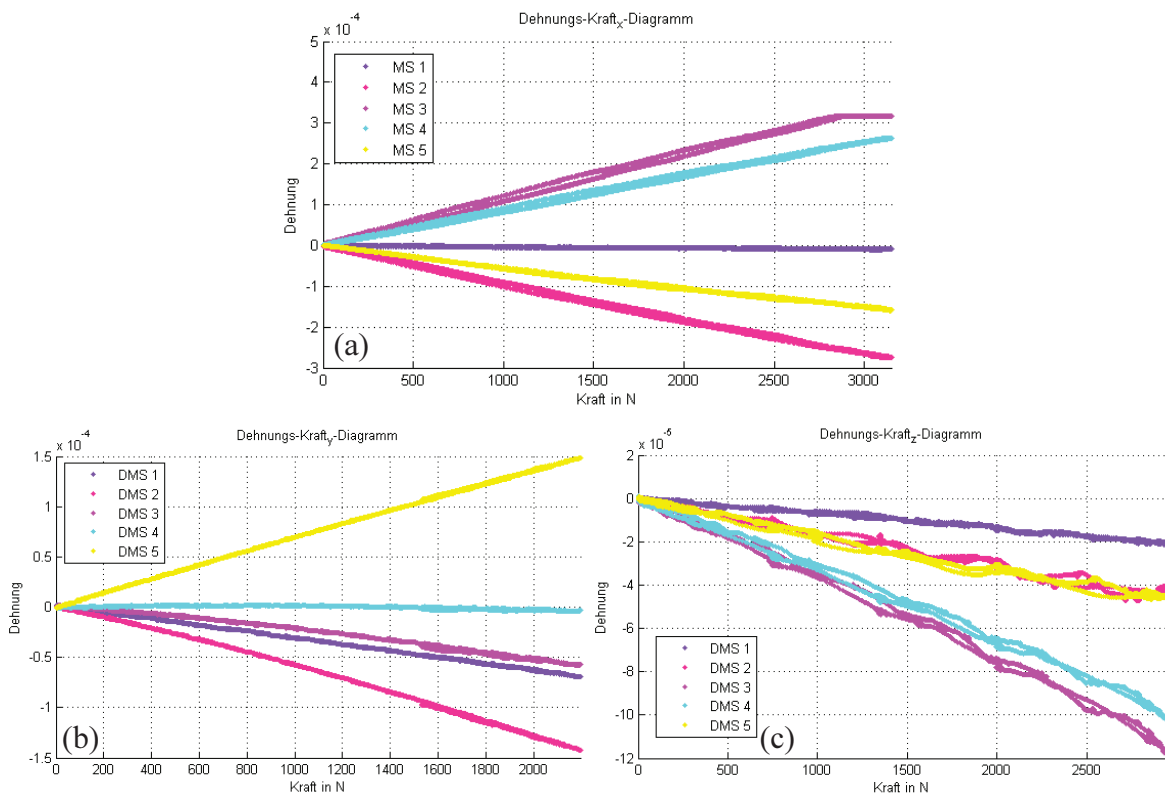 Dehnungs-Kraftx-Diagramm
x 10-4
5
4
3
2
1
0
-1
-2
-3
Dehnung
MS 1
MS 2
MS 3
MS 4
MS 5
(a)
0 500 1000 1500 2000 2500 3000
Kraft in N
Dehnungs-Krafty-Diagramm
x 10-4
1.5
1
0.5
0
-0.5
-1
-1.5
Dehnung
DMS 1
DMS 2
DMS 3
DMS 4
DMS 5
(b)
0 200 400 600 800 1000 1200 1400 1600 1800 2000
Kraft in N
Dehnungs-Kraftz-Diagramm
x 10-5
2
0
-2
-4
-6
-8
-10
-12
Dehnung
DMS 1
DMS 2
DMS 3
DMS 4
DMS 5
(c)
0 500 1000 1500 2000 2500
Kraft in N